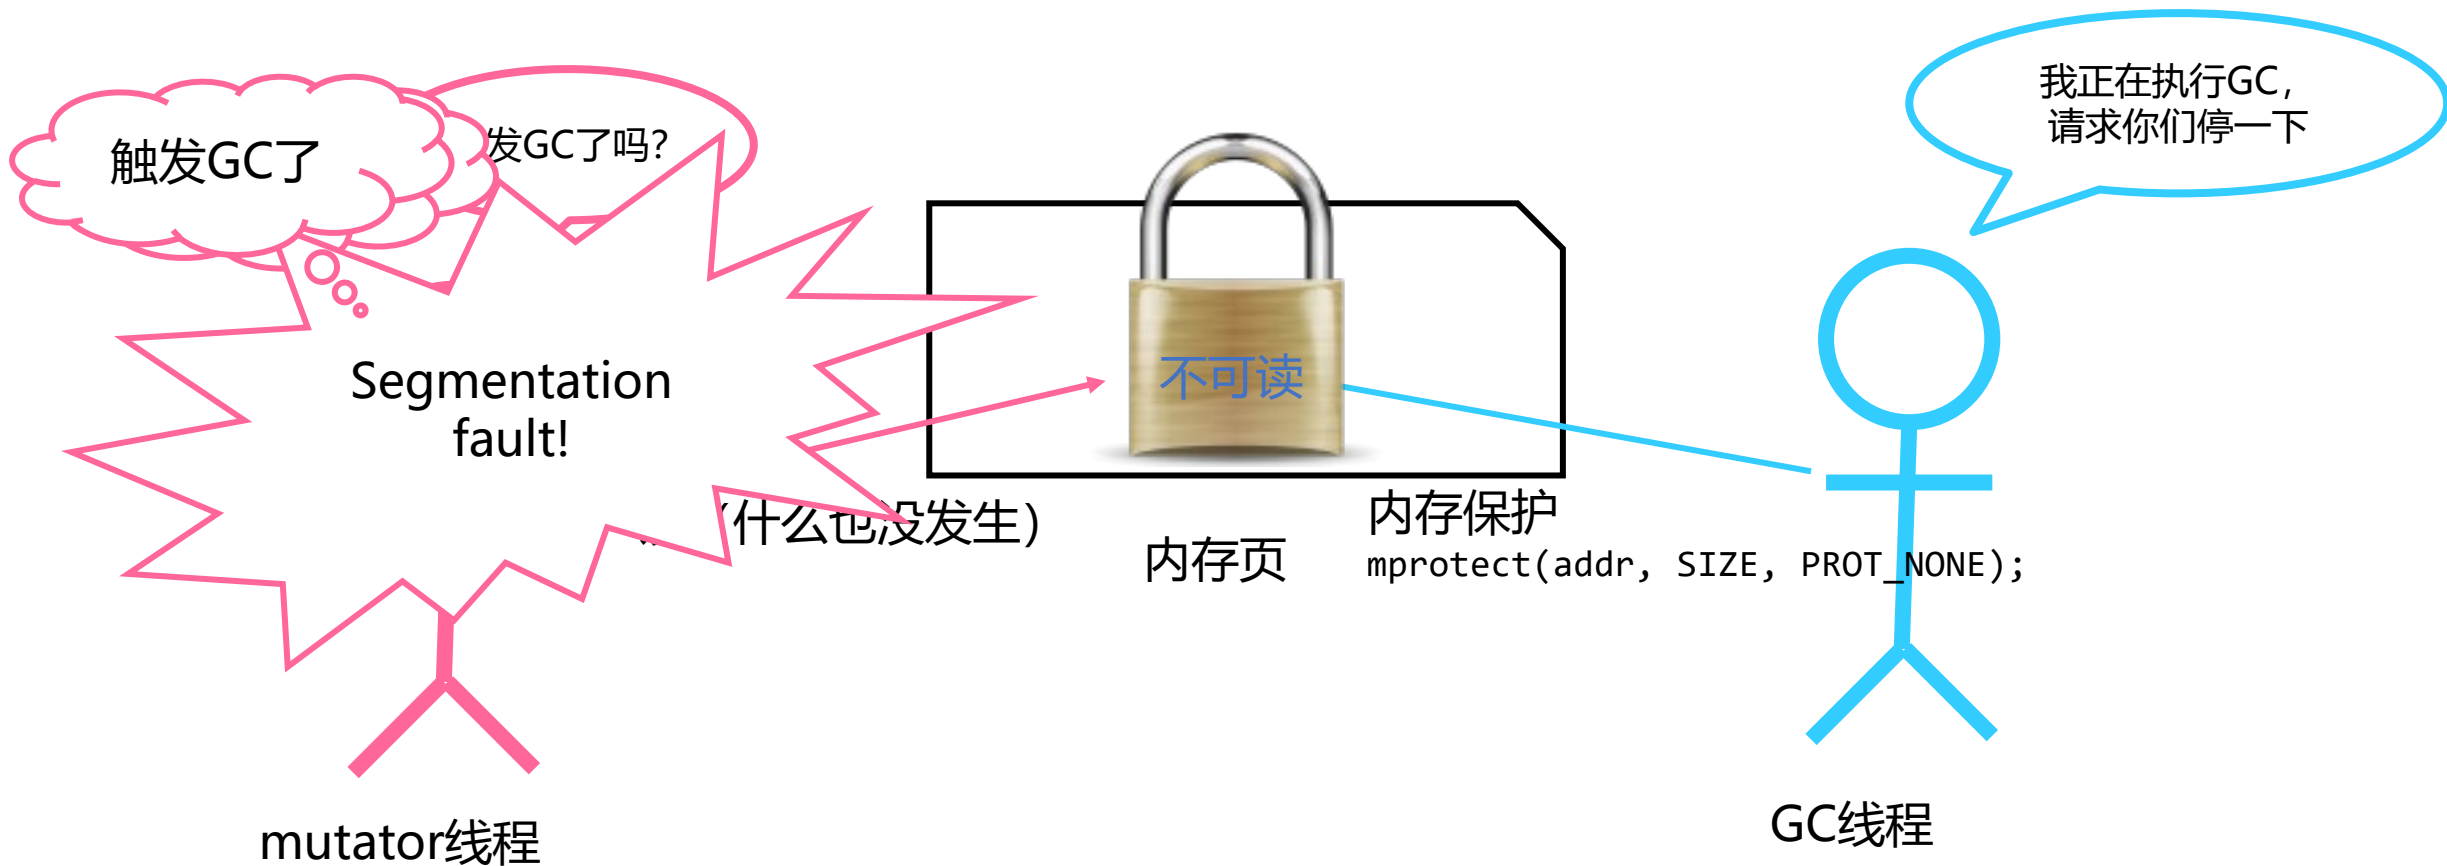 触发GC了
发GC了吗?
我正在执行GC,
请求你们停一下
Segmentation
fault!
不可读
(什么也没发生)
内存页
内存保护
mprotect(addr, SIZE, PROT_NONE);
mutator线程
GC线程